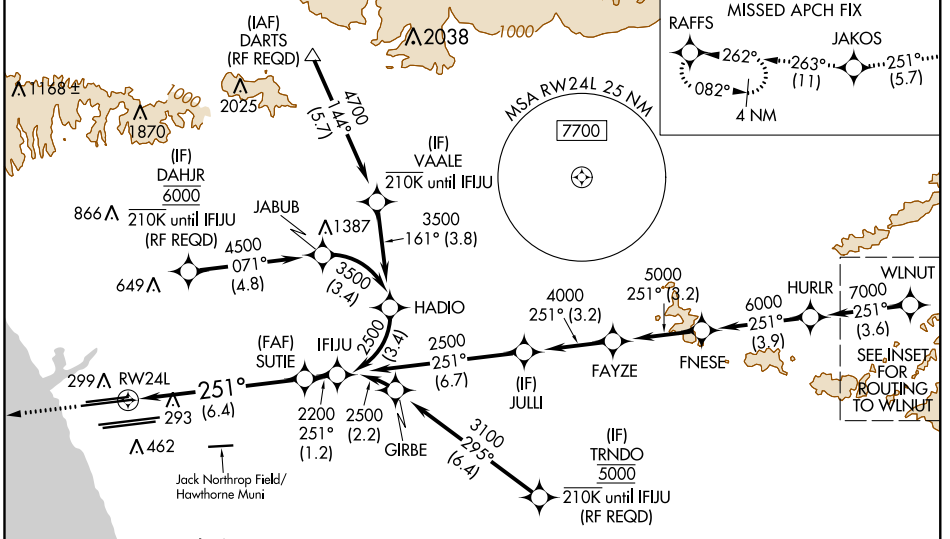 (IAF)
DARTS
(RF REQD)
2038
1000
MISSED APCH FIX
RAFFS
JAKOS
262°
263°
(11)
251°
(5.7)
082°
4 NM
1168 ±
1000
1870
2025
4700
144°
(5.7)
MSA RW24L 25 NM
7700
(IF)
VAALE
210K until IFIJU
(IF)
DAHJR
6000
210K until IFIJU
(RF REQD)
866
JABUB
1387
3500
161° (3.8)
4500
071°
(4.8)
649
3500
(3.4)
HADIO
2500
(3.4)
5000
251° (3.2)
4000
251° (3.2)
HURLR
6000
251°
(3.9)
WLNUT
7000
251°
(3.6)
SEE INSET
FOR
ROUTING
TO WLNUT
FNESE
FAYZE
(IF)
JULLI
2500
251°
(6.7)
(FAF)
SUTIE
IFIJU
299
RW24L
251°
(6.4)
293
462
2200
251°
(1.2)
2500
(2.2)
GIRBE
3100
295°
(6.4)
(IF)
TRNDO
5000
210K until IFIJU
(RF REQD)
Jack Northrop Field/
Hawthorne Muni